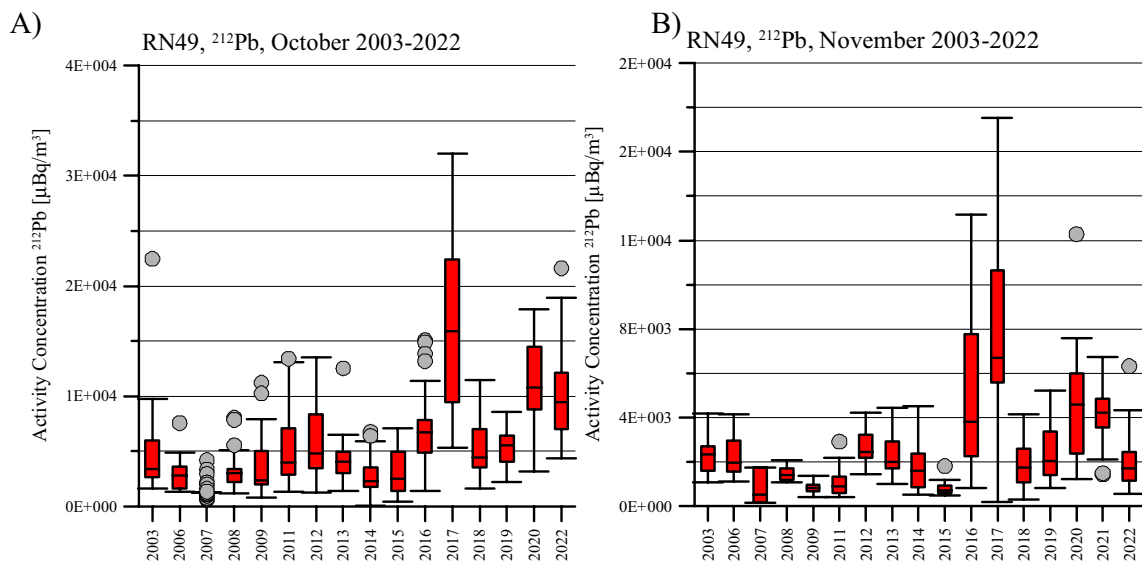 A)
RN49, ²¹²Pb, October 2003-2022
Activity Concentration ²¹²Pb [µBq/m³]
4E+004
3E+004
2E+004
1E+004
0E+000
2003 2006 2007 2008 2009 2011 2012 2013 2014 2015 2016 2017 2018 2019 2020 2022
B)
RN49, ²¹²Pb, November 2003-2022
Activity Concentration ²¹²Pb [µBq/m³]
2E+004
2E+004
1E+004
8E+003
4E+003
0E+000
2003 2006 2007 2008 2009 2011 2012 2013 2014 2015 2016 2017 2018 2019 2020 2021 2022